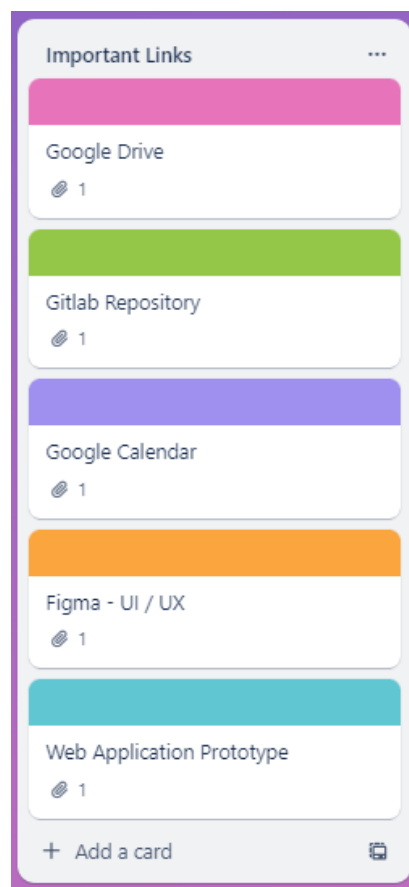 Important Links
Google Drive
1
Gitlab Repository
1
Google Calendar
1
Figma - UI / UX
1
Web Application Prototype
1
+ Add a card